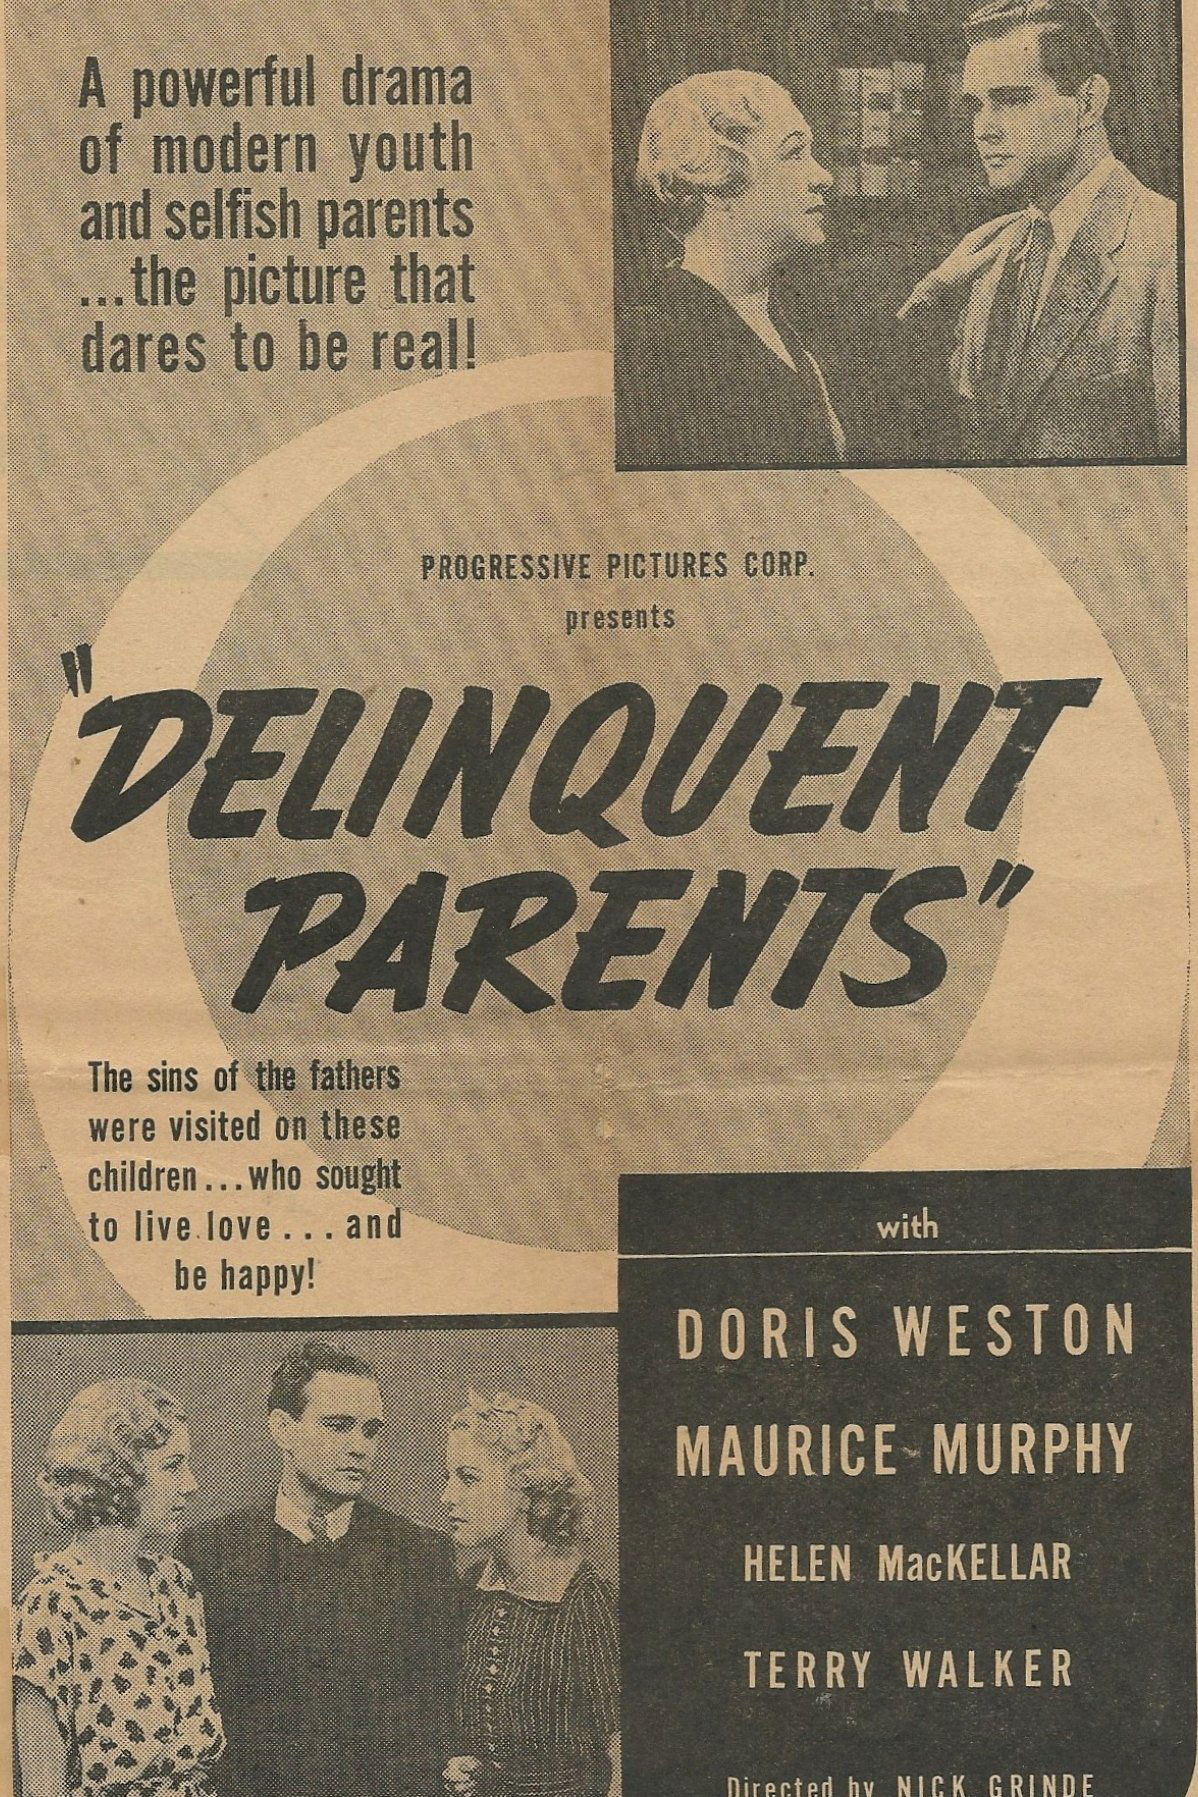 A powerful drama
of modern youth
and selfish parents
...the picture that
dares to be real!
PROGRESSIVE PICTURES CORP.
presents
"DELINQUENT
PARENTS"
The sins of the fathers
were visited on these
children...who sought
to live.love...and
be happy!
with
DORIS WESTON
MAURICE MURPHY
HELEN MacKELLAR
TERRY WALKER
Directed by NICK GRINDE